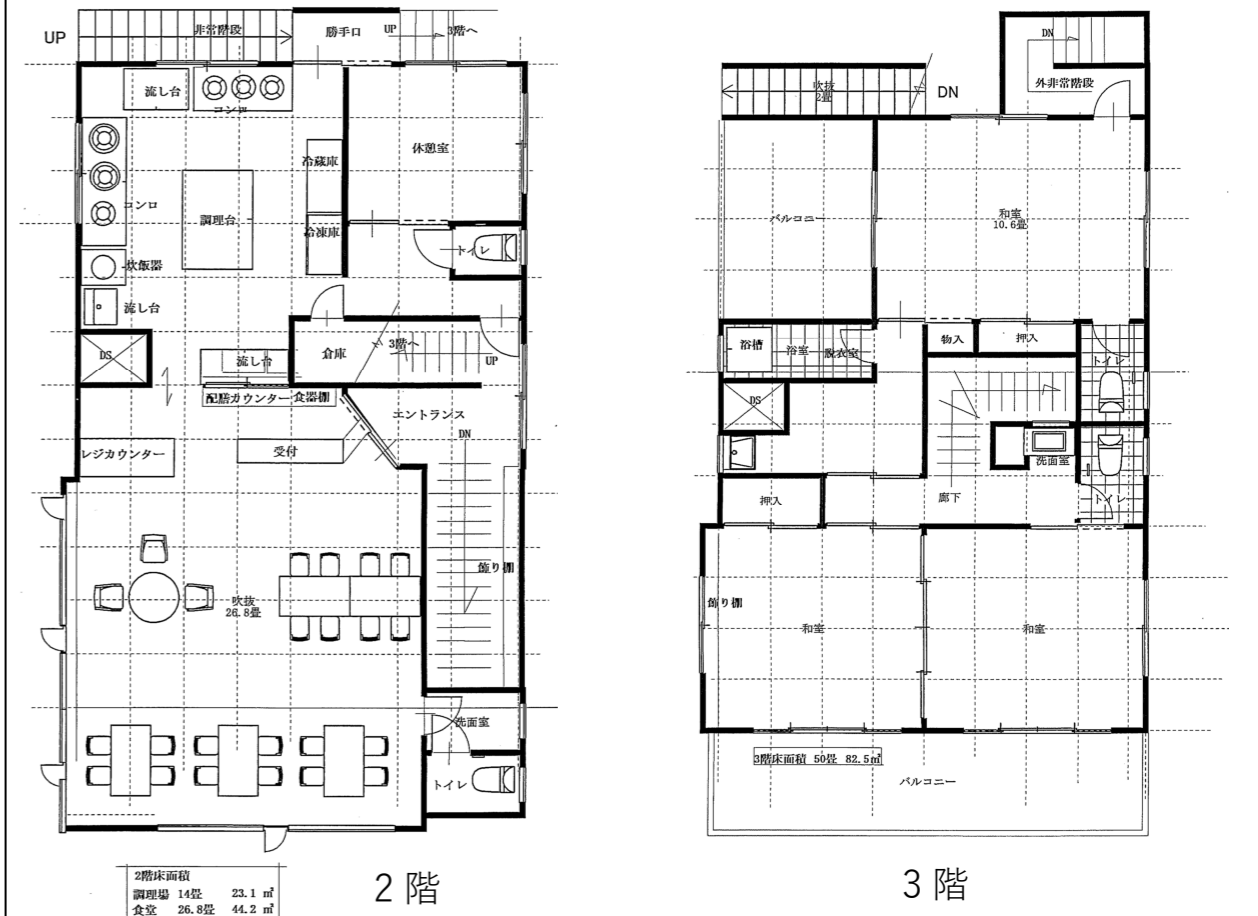 UP
非常階段
勝手口
UP
3階へ
流し台
コンロ
休憩室
冷蔵庫
コンロ
調理台
冷凍庫
トイレ
炊飯器
流し台
DS
流し台
倉庫
3階へ
UP
配膳カウンター
食器棚
エントランス
DN
レジカウンター
受付
飾り棚
吹抜
26.8畳
洗面室
トイレ
2階床面積
調理場 14畳 23.1 ㎡
食堂 26.8畳 44.2 ㎡
2階
DN
外非常階段
吹抜
2畳
DN
バルコニー
和室
10.6畳
浴槽
浴室
脱衣室
物入
押入
トイレ
DS
洗面室
押入
廊下
トイレ
飾り棚
和室
和室
3階床面積 50畳 82.5㎡
バルコニー
3階